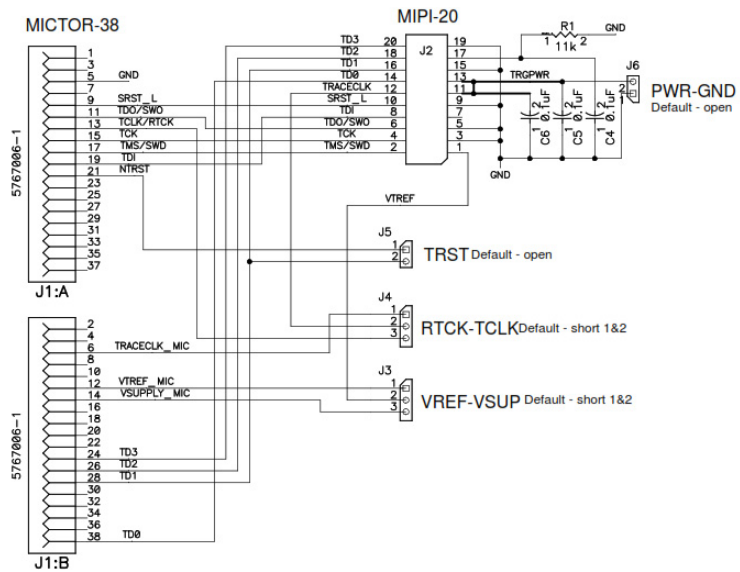 MICTOR-38
1
3
5 GND
7
9 SRST_L
11 TDO/SWO
13 TCLK/RTCK
15 TCK
17 TMS/SWD
19 TDI
21 NTRST
23
25
27
29
31
33
35
37
5767006-1
J1:A
MIPI-20
J2
TD3 20
TD2 18
TD1 16
TD0 14
TRACECLK 12
SRST_L 10
TDI 8
TDO/SWO 6
TCK 4
TMS/SWD 2
19
17
15
13 TRGPWR
11
9
7
5
3
1
GND
VTREF
R1
1 11k 2
GND
2
1
C6 0.1uF
2
1
C5 0.1uF
2
1
C4 0.1uF
J6
2
1
PWR-GND
Default - open
J5
1
2
TRST Default - open
J4
1
2
3
RTCK-TCLK Default - short 1&2
J3
1
2
3
VREF-VSUP Default - short 1&2
2
4
6 TRACECLK_MIC
8
10
12 VTREF_MIC
14 VSUPPLY_MIC
16
18
20
22
24 TD3
26 TD2
28 TD1
30
32
34
36
38 TD0
5767006-1
J1:B